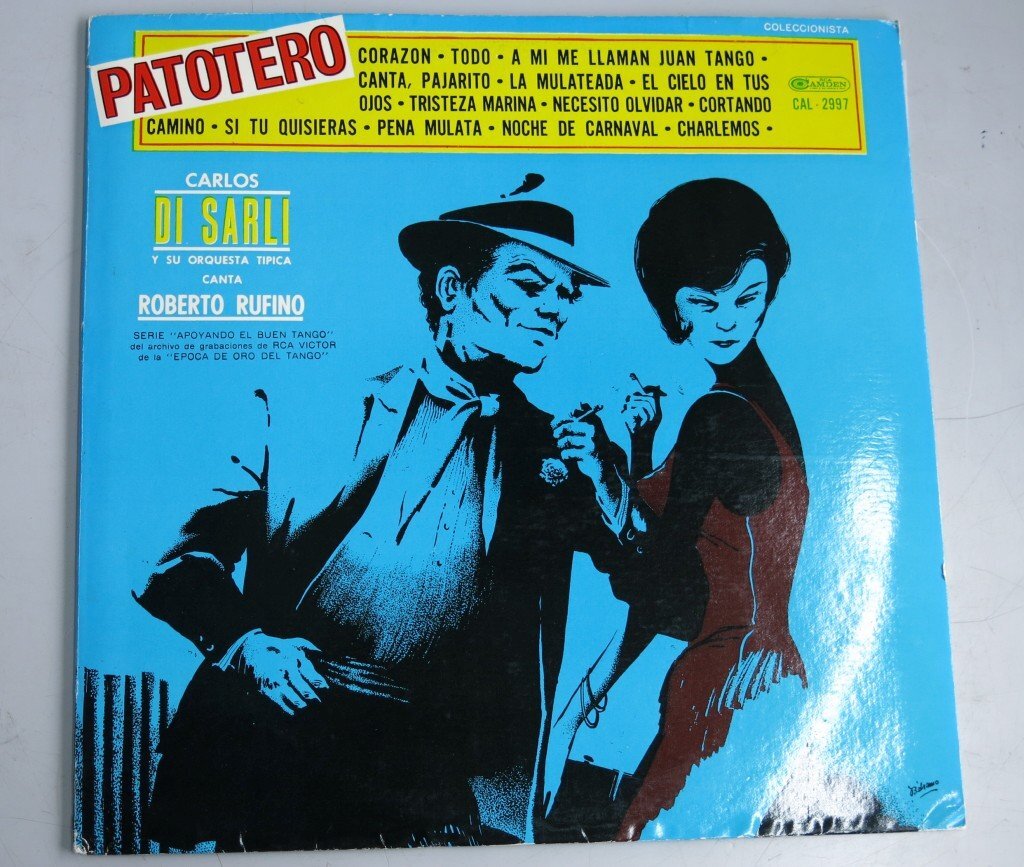 COLECCIONISTA
PATOTERO
CORAZON • TODO • A MI ME LLAMAN JUAN TANGO •
CANTA, PAJARITO • LA MULATEADA • EL CIELO EN TUS
OJOS • TRISTEZA MARINA • NECESITO OLVIDAR • CORTANDO
CAMINO • SI TU QUISIERAS • PENA MULATA • NOCHE DE CARNAVAL • CHARLEMOS •
RCA
CAMDEN
CAL - 2997
CARLOS
DI SARLI
Y SU ORQUESTA TIPICA
CANTA
ROBERTO RUFINO
SERIE "APOYANDO EL BUEN TANGO"
del archivo de grabaciones de RCA VICTOR
de la "EPOCA DE ORO DEL TANGO"